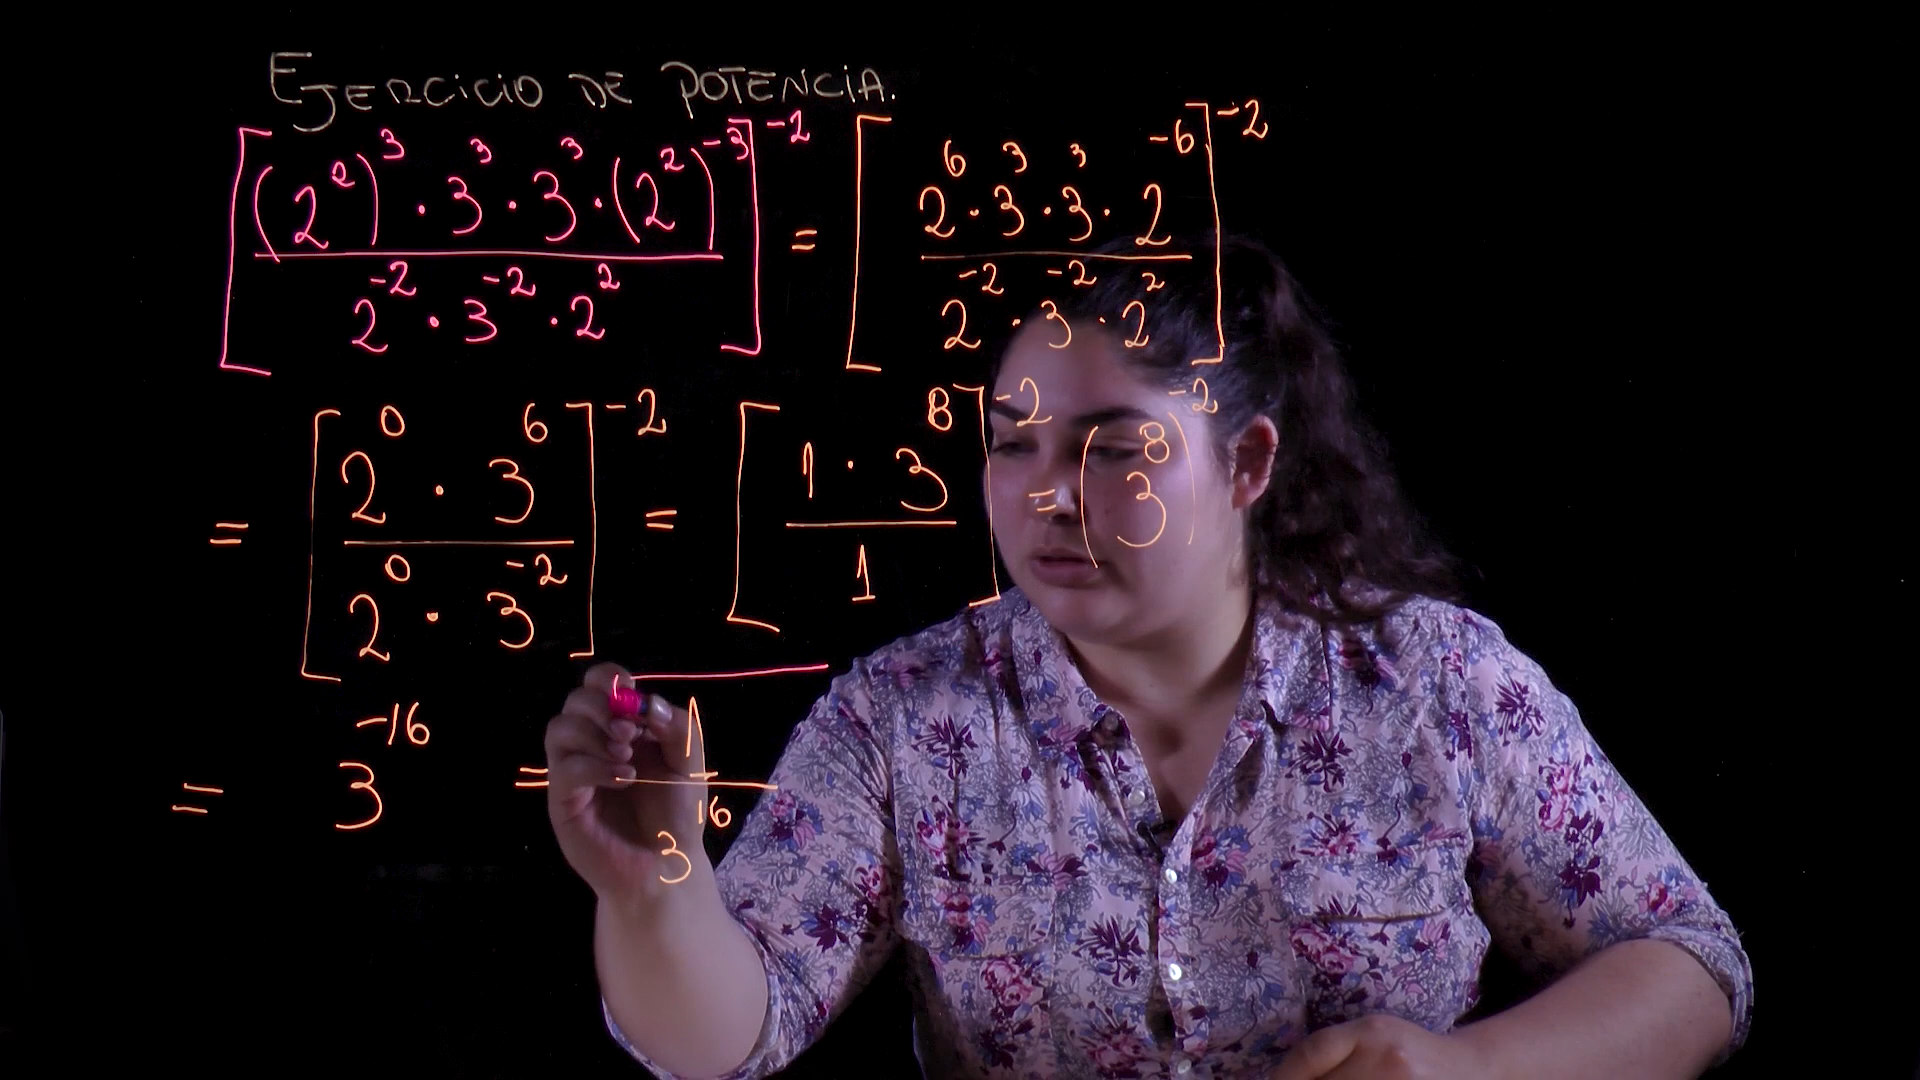 EJERCICIO DE POTENCIA.
[((2²)³ · 3³ · 3³ · (2²)⁻³) / (2⁻² · 3⁻² · 2²)]⁻² = [(2⁶ · 3³ · 3³ · 2⁻⁶) / (2⁻² · 3⁻² · 2²)]⁻²
= [(2⁰ · 3⁶) / (2⁰ · 3⁻²)]⁻² = [(1 · 3⁸) / 1]⁻² = (3⁸)⁻²
= 3⁻¹⁶ = 1 / 3¹⁶